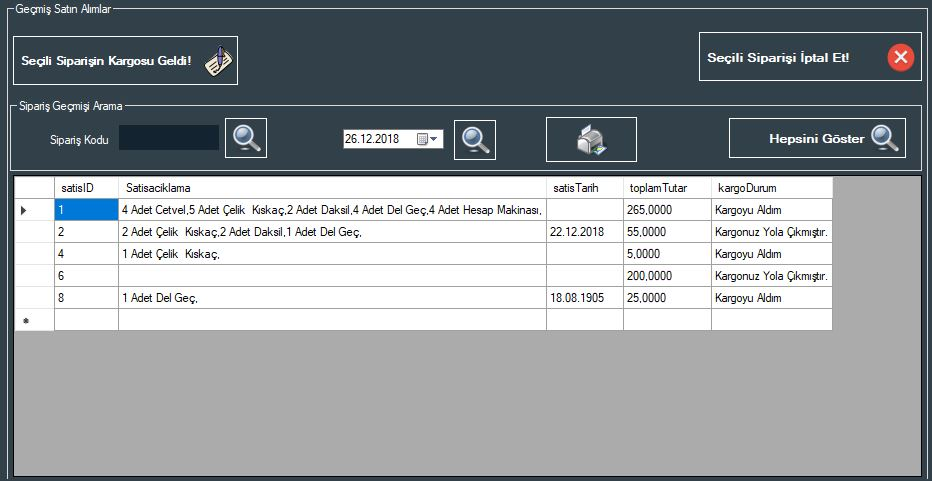 Geçmiş Satın Alımlar
Seçili Siparişin Kargosu Geldi!
Seçili Siparişi İptal Et!
Sipariş Geçmişi Arama
Sipariş Kodu
26.12.2018
Hepsini Göster
satisID Satisaciklama satisTarih toplamTutar kargoDurum
1 4 Adet Cetvel,5 Adet Çelik  Kıskaç,2 Adet Daksil,4 Adet Del Geç,4 Adet Hesap Makinası, 265,0000 Kargoyu Aldım
2 2 Adet Çelik  Kıskaç,2 Adet Daksil,1 Adet Del Geç, 22.12.2018 55,0000 Kargonuz Yola Çıkmıştır.
4 1 Adet Çelik  Kıskaç, 5,0000 Kargoyu Aldım
6 200,0000 Kargonuz Yola Çıkmıştır.
8 1 Adet Del Geç, 18.08.1905 25,0000 Kargoyu Aldım